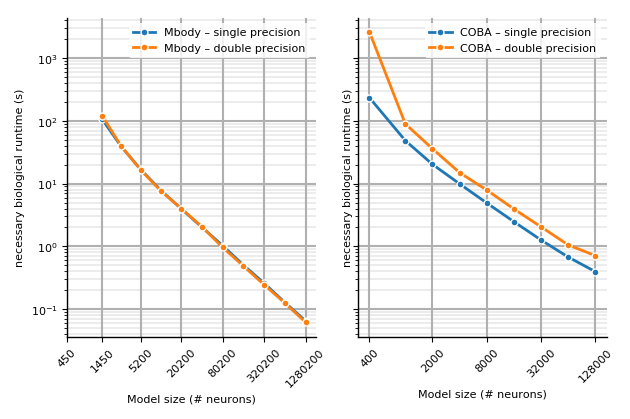 Mbody – single precision
Mbody – double precision
necessary biological runtime (s)
10³
10²
10¹
10⁰
10⁻¹
450
1450
5200
20200
80200
320200
1280200
Model size (# neurons)
COBA – single precision
COBA – double precision
necessary biological runtime (s)
400
2000
8000
32000
128000
Model size (# neurons)